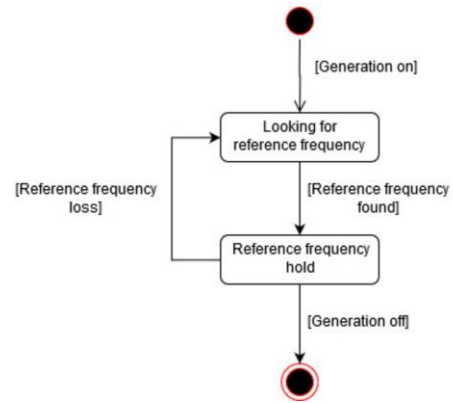 [Generation on]
Looking for
reference frequency
[Reference frequency
loss]
[Reference frequency
found]
Reference frequency
hold
[Generation off]